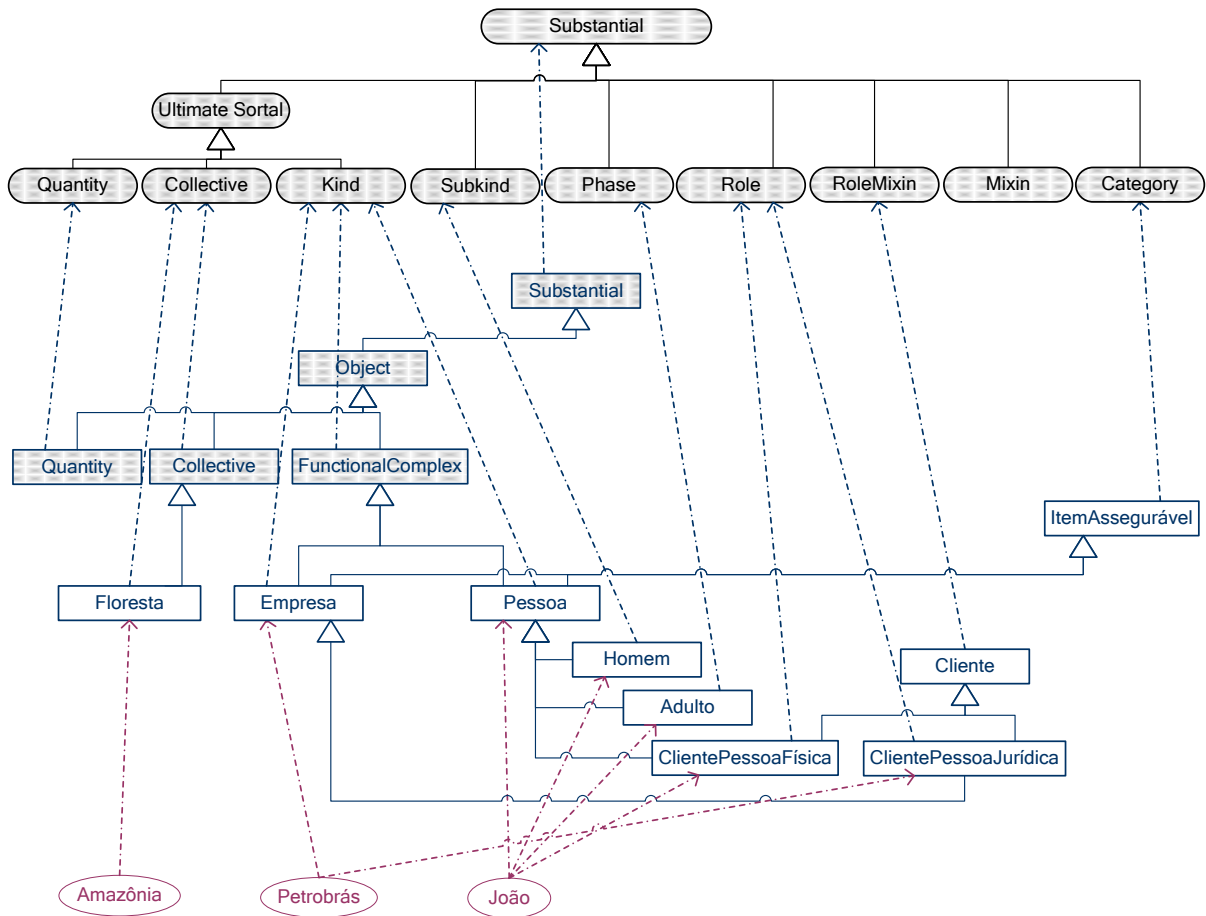 Substantial
Ultimate Sortal
Quantity
Collective
Kind
Subkind
Phase
Role
RoleMixin
Mixin
Category
Substantial
Object
Quantity
Collective
FunctionalComplex
ItemAssegurável
Floresta
Empresa
Pessoa
Homem
Cliente
Adulto
ClientePessoaFísica
ClientePessoaJurídica
Amazônia
Petrobrás
João